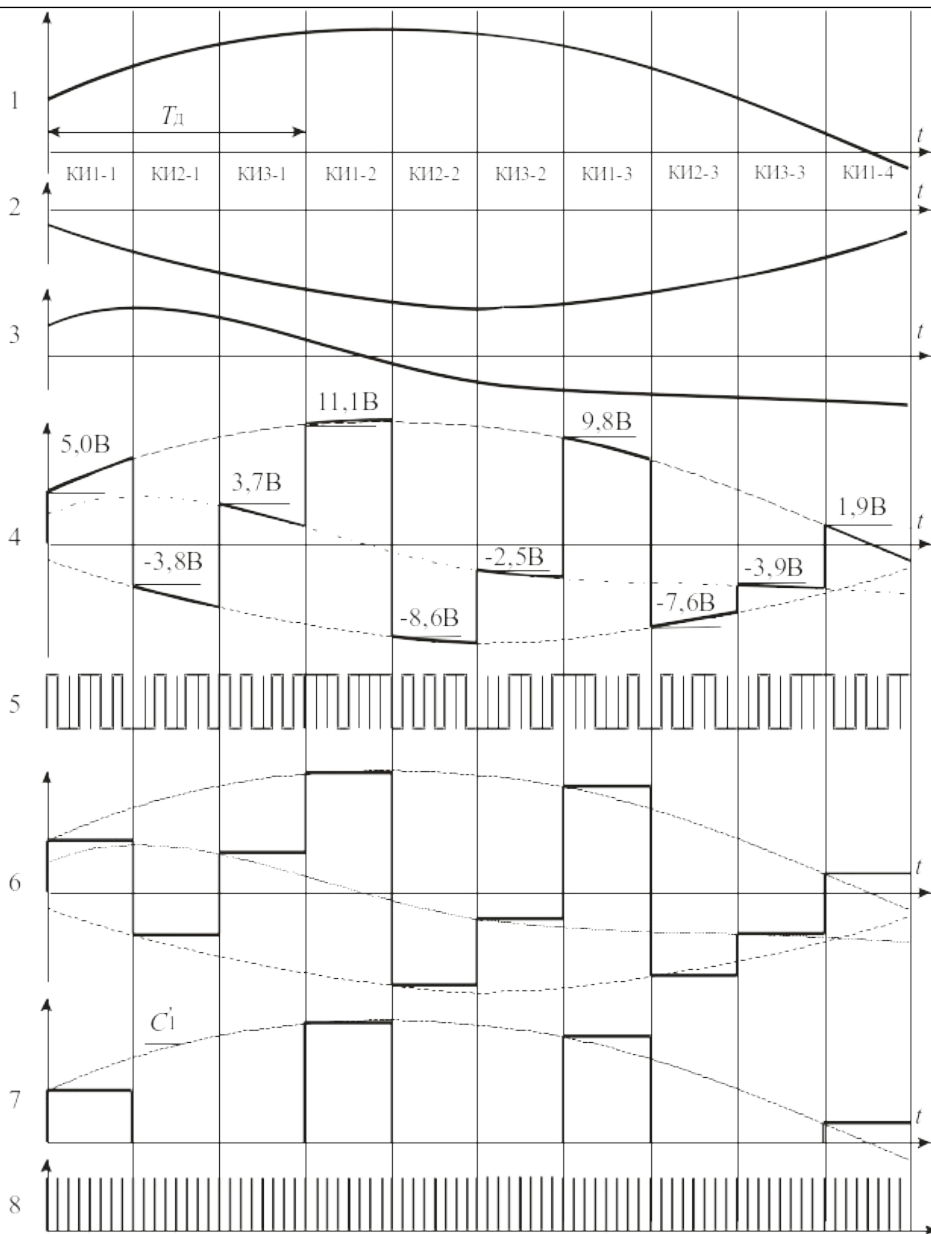 1
T_Д
t
КИ1-1 КИ2-1 КИ3-1 КИ1-2 КИ2-2 КИ3-2 КИ1-3 КИ2-3 КИ3-3 КИ1-4
2
t
3
t
11,1В
5,0В
9,8В
3,7В
1,9В
4
t
-3,8В
-2,5В
-3,9В
-8,6В
-7,6В
5
6
t
C'1
7
t
8